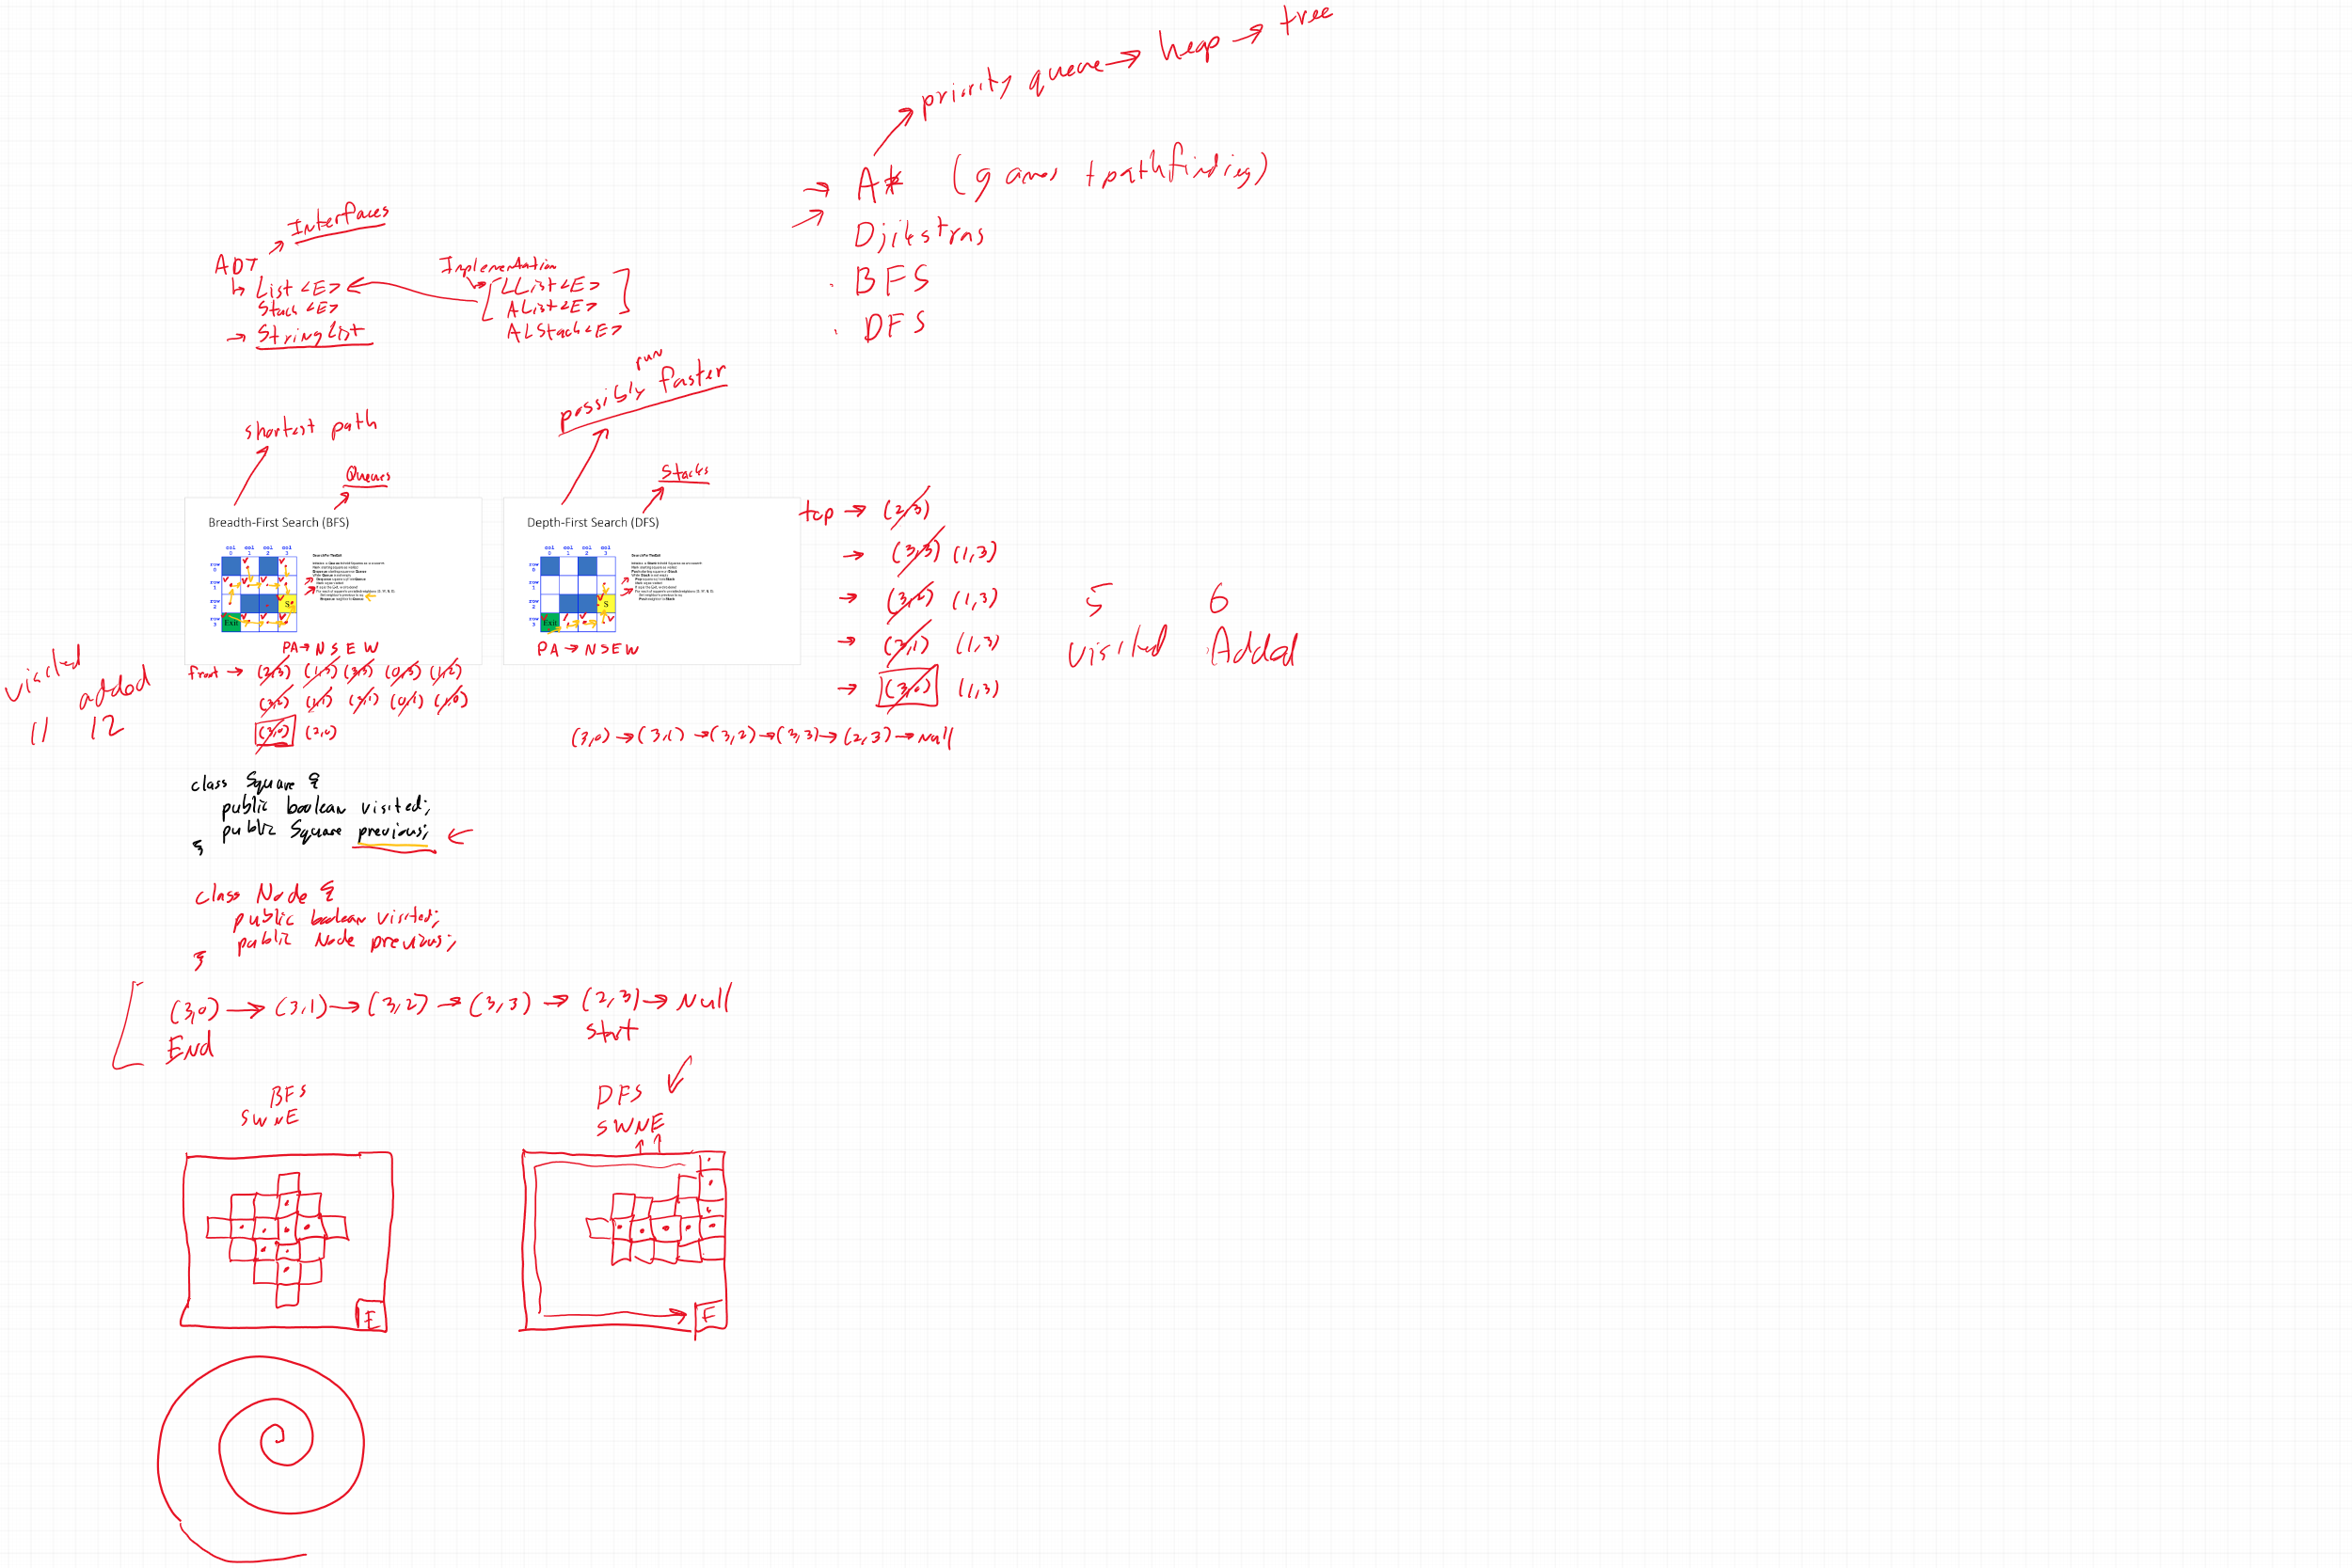 priority queue → heap → tree
→ A* (games + pathfinding)
→ Djikstras
BFS
DFS
Interfaces
ADT
List <E>
Stack <E>
→ StringList
Implementation
LList<E>
AList<E>
ALStack<E>
shortest path
Queues
run
possibly faster
Stacks
Breadth-First Search (BFS)
col col col col
0 1 2 3
row 0
row 1
row 2
S
row 3
Exit
PA → N S E W
front → (2,3) (1,3) (3,3) (0,3) (1,2)
(3,2) (1,1) (3,1) (0,1) (1,0)
(3,0) (2,0)
visited added
11 12
Depth-First Search (DFS)
col col col col
0 1 2 3
row 0
row 1
row 2
S
row 3
Exit
PA → N S E W
top → (2,3)
→ (3,3) (1,3)
→ (3,2) (1,3)
→ (3,1) (1,3)
→ (3,0) (1,3)
5 6
visited Added
(3,0) → (3,1) → (3,2) → (3,3) → (2,3) → Null
class Square {
public boolean visited;
public Square previous; ←
}
class Node {
public boolean visited;
public Node previous;
}
(3,0) → (3,1) → (3,2) → (3,3) → (2,3) → Null
End
Start
BFS
SWNE
E
DFS
SWNE
E